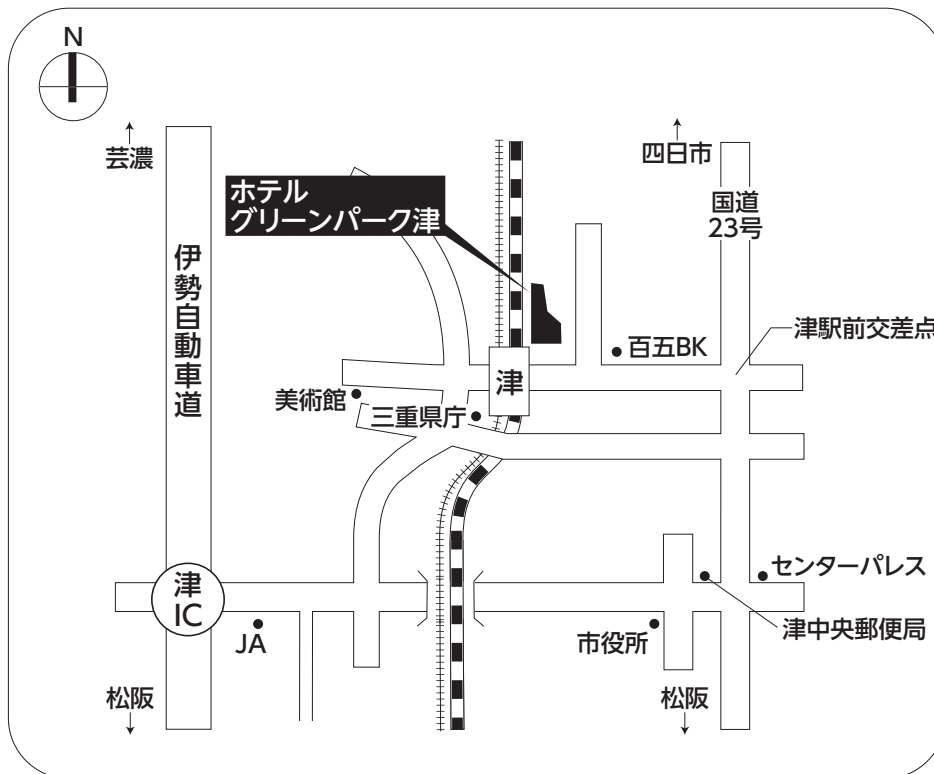 N
芸濃
四日市
ホテル
グリーンパーク津
国道
23号
伊勢自動車道
津駅前交差点
百五BK
津
美術館
三重県庁
津
IC
センターパレス
JA
市役所
津中央郵便局
松阪
松阪